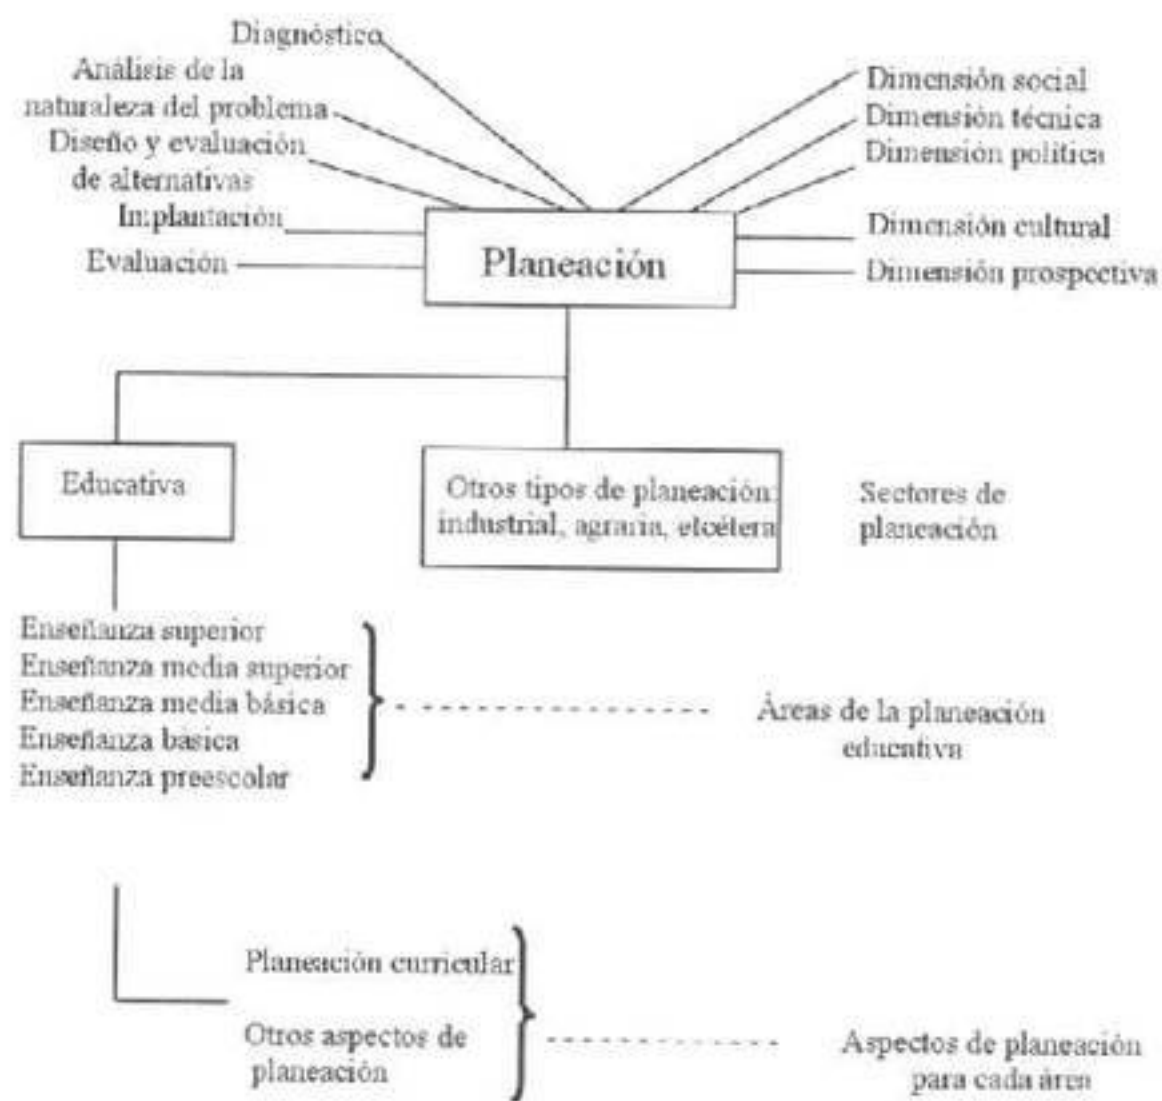 Diagnóstico
Análisis de la
naturaleza del problema
Diseño y evaluación
de alternativas
Implantación
Evaluación
Dimensión social
Dimensión técnica
Dimensión política
Dimensión cultural
Dimensión prospectiva
Planeación
Educativa
Otros tipos de planeación:
industrial, agraria, etcétera
Sectores de
planeación
Enseñanza superior
Enseñanza media superior
Enseñanza media básica
Enseñanza básica
Enseñanza preescolar
Áreas de la planeación
educativa
Planeación curricular
Otros aspectos de
planeación
Aspectos de planeación
para cada área